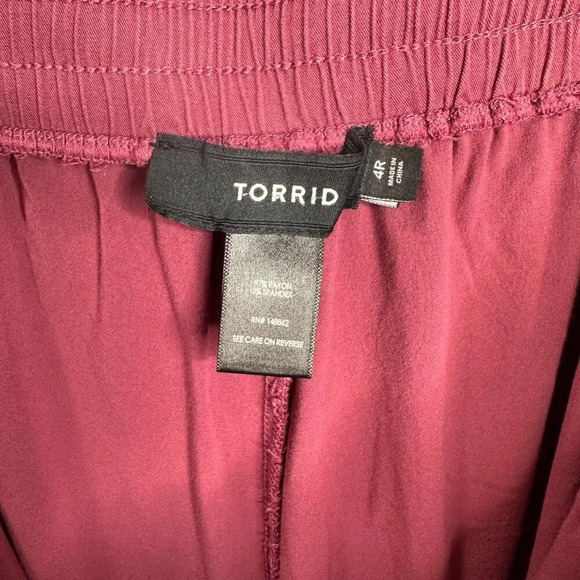 TORRID
4R
MADE IN
CHINA
97% RAYON
3% SPANDEX
RN# 148862
SEE CARE ON REVERSE